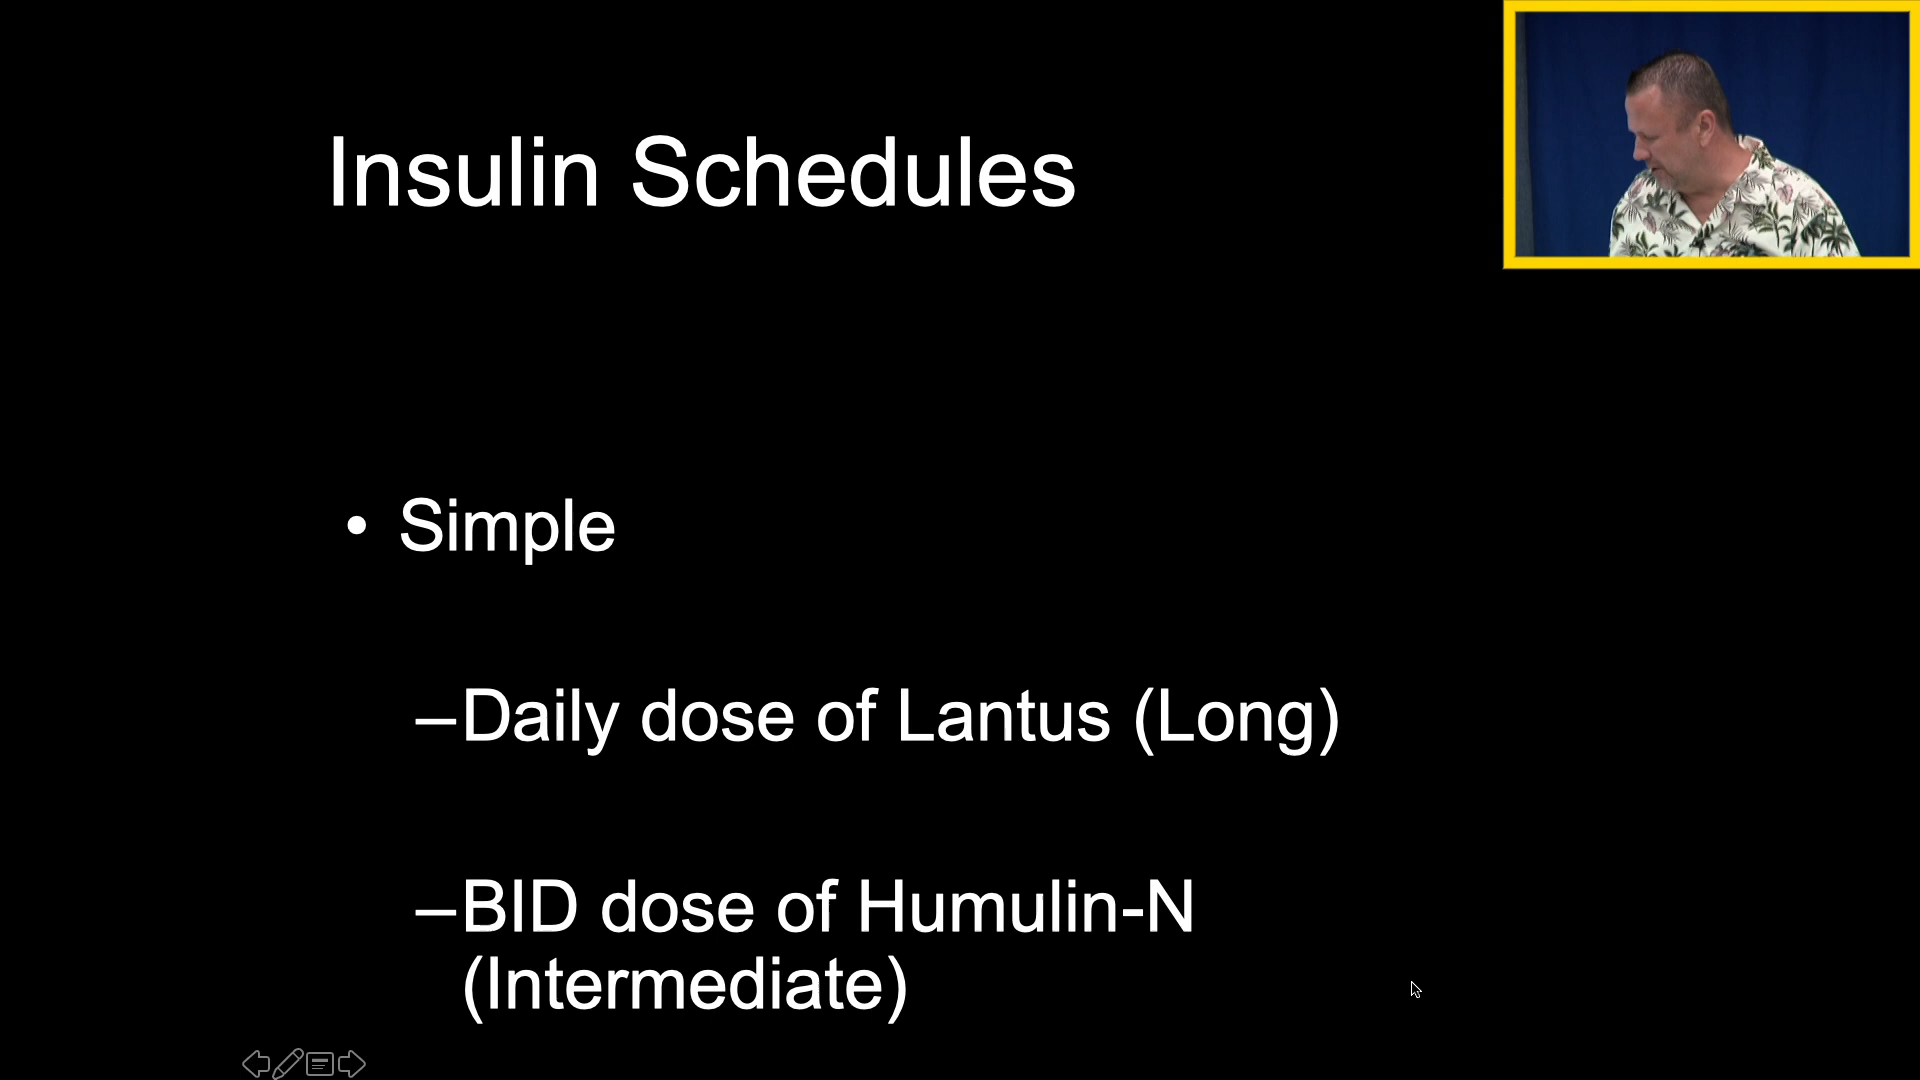 Insulin Schedules
• Simple
–Daily dose of Lantus (Long)
–BID dose of Humulin-N
(Intermediate)